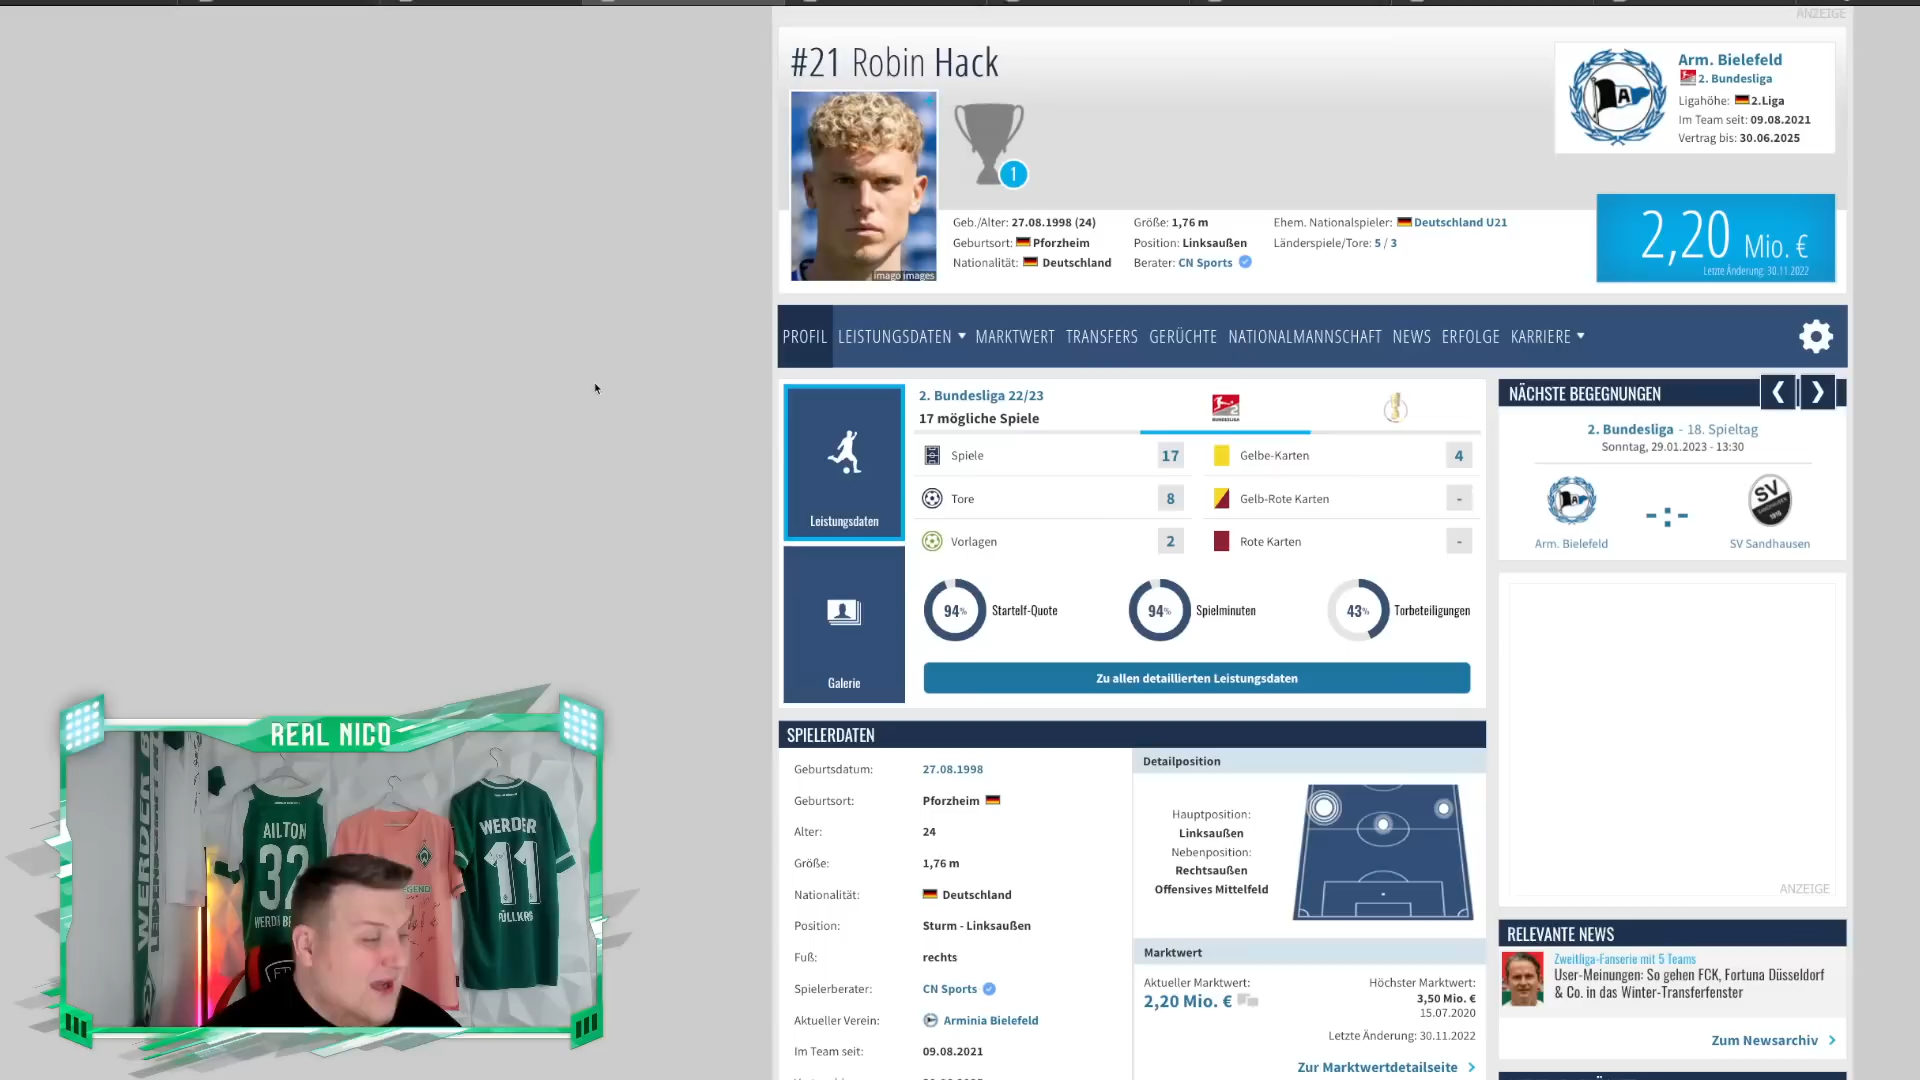 ANZEIGE
#21 Robin Hack
1
imago images
Geb./Alter: 27.08.1998 (24)
Geburtsort: Pforzheim
Nationalität: Deutschland
Größe: 1,76 m
Position: Linksaußen
Berater: CN Sports
Ehem. Nationalspieler: Deutschland U21
Länderspiele/Tore: 5 / 3
Arm. Bielefeld
2. Bundesliga
Ligahöhe: 2.Liga
Im Team seit: 09.08.2021
Vertrag bis: 30.06.2025
2,20 Mio. €
Letzte Änderung: 30.11.2022
PROFIL LEISTUNGSDATEN MARKTWERT TRANSFERS GERÜCHTE NATIONALMANNSCHAFT NEWS ERFOLGE KARRIERE
Leistungsdaten
Galerie
2. Bundesliga 22/23
17 mögliche Spiele
Spiele 17
Gelbe-Karten 4
Tore 8
Gelb-Rote Karten -
Vorlagen 2
Rote Karten -
94% Startelf-Quote
94% Spielminuten
43% Torbeteiligungen
Zu allen detaillierten Leistungsdaten
NÄCHSTE BEGEGNUNGEN
2. Bundesliga - 18. Spieltag
Sonntag, 29.01.2023 - 13:30
-:-
Arm. Bielefeld
SV Sandhausen
ANZEIGE
SPIELERDATEN
Geburtsdatum: 27.08.1998
Geburtsort: Pforzheim
Alter: 24
Größe: 1,76 m
Nationalität: Deutschland
Position: Sturm - Linksaußen
Fuß: rechts
Spielerberater: CN Sports
Aktueller Verein: Arminia Bielefeld
Im Team seit: 09.08.2021
Detailposition
Hauptposition:
Linksaußen
Nebenposition:
Rechtsaußen
Offensives Mittelfeld
Marktwert
Aktueller Marktwert:
2,20 Mio. €
Höchster Marktwert:
3,50 Mio. €
15.07.2020
Letzte Änderung: 30.11.2022
Zur Marktwertdetailseite
RELEVANTE NEWS
Zweitliga-Fanserie mit 5 Teams
User-Meinungen: So gehen FCK, Fortuna Düsseldorf
& Co. in das Winter-Transferfenster
Zum Newsarchiv
REAL NICO
AILTON
32
WERDER
11